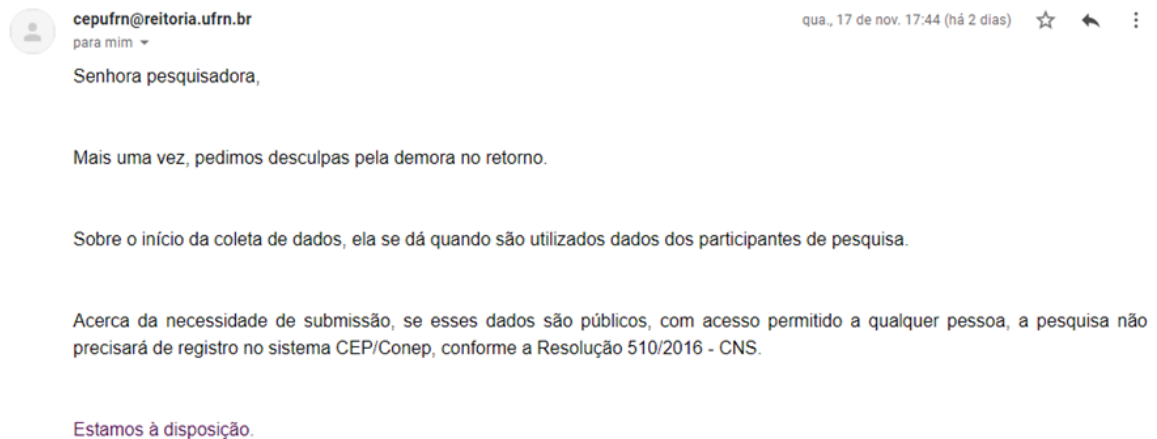 cepufrn@reitoria.ufrn.br
qua., 17 de nov. 17:44 (há 2 dias)
para mim
Senhora pesquisadora,
Mais uma vez, pedimos desculpas pela demora no retorno.
Sobre o início da coleta de dados, ela se dá quando são utilizados dados dos participantes de pesquisa.
Acerca da necessidade de submissão, se esses dados são públicos, com acesso permitido a qualquer pessoa, a pesquisa não
precisará de registro no sistema CEP/Conep, conforme a Resolução 510/2016 - CNS.
Estamos à disposição.